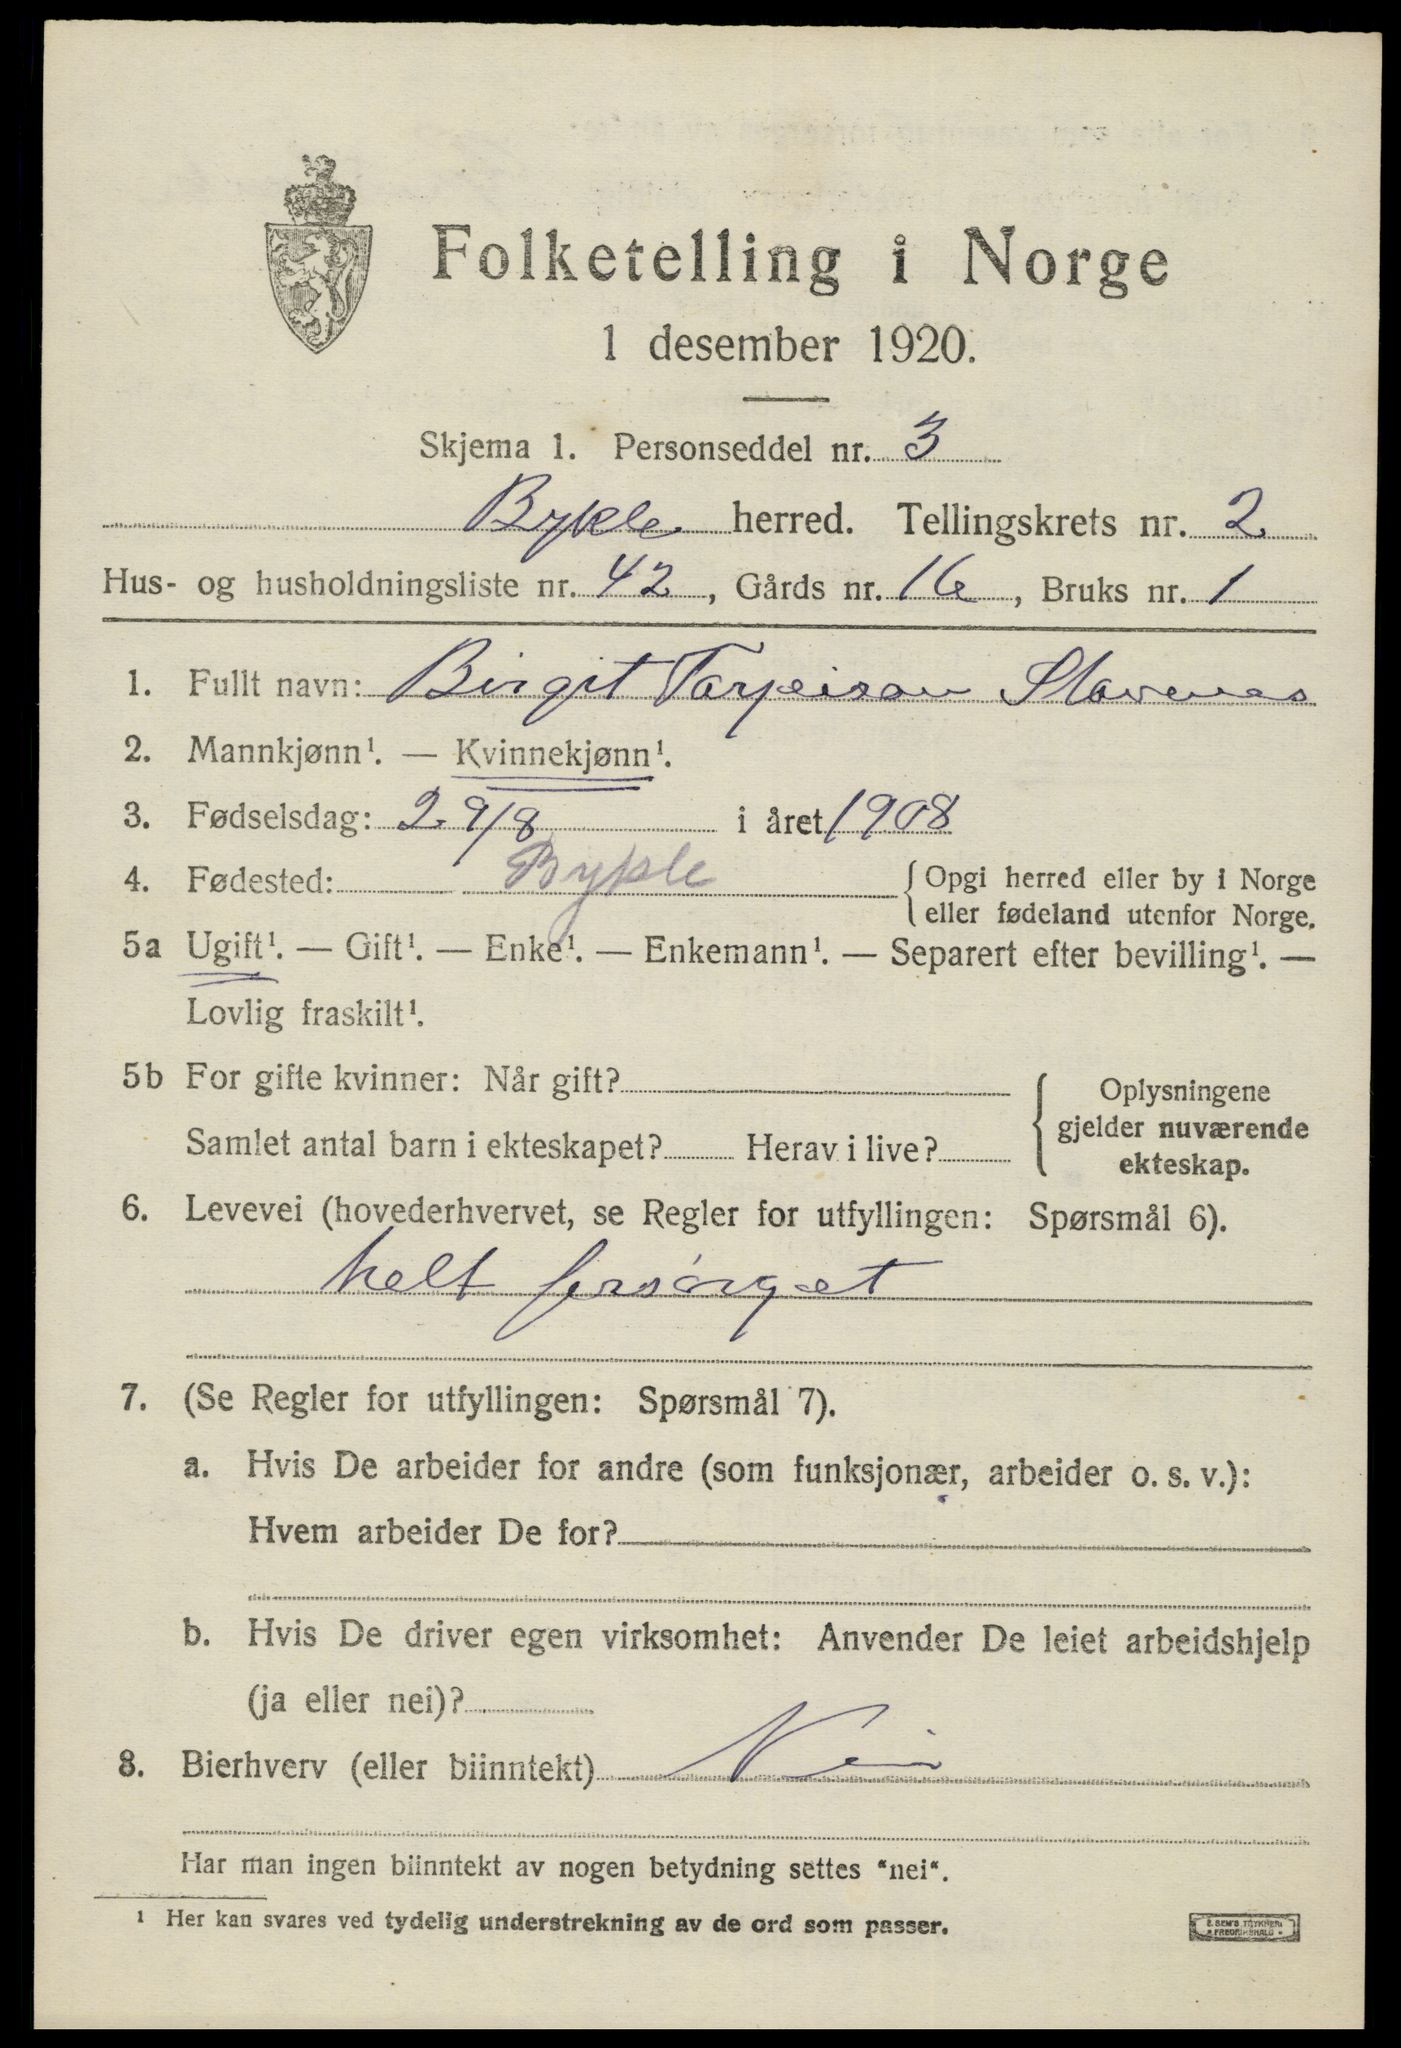 Folketelling i Norge
1 desember 1920.
Skjema 1. Personseddel nr. 3
Bykle herred. Tellingskrets nr. 2
Hus- og husholdningsliste nr. 42, Gårds nr. 16, Bruks nr. 1
1. Fullt navn: Birgit Tarjeisen Stavenes
2. Mannkjønn¹. — Kvinnekjønn¹.
3. Fødselsdag: 29/8 i året 1908
4. Fødested: Bykle {Opgi herred eller by i Norge
eller fødeland utenfor Norge.
5a Ugift¹. — Gift¹. — Enke¹. — Enkemann¹. — Separert efter bevilling¹. —
Lovlig fraskilt¹.
5b For gifte kvinner: Når gift? Oplysningene
gjelder nuværende
Samlet antal barn i ekteskapet? Herav i live?
ekteskap.
6. Levevei (hovederhvervet, se Regler for utfyllingen: Spørsmål 6).
helt forsørget
7. (Se Regler for utfyllingen: Spørsmål 7).
a. Hvis De arbeider for andre (som funksjonær, arbeider o. s. v.):
Hvem arbeider De for?
b. Hvis De driver egen virksomhet: Anvender De leiet arbeidshjelp
(ja eller nei)?
8. Bierhverv (eller biinntekt) Nei
Har man ingen biinntekt av nogen betydning settes "nei".
¹ Her kan svares ved tydelig understrekning av de ord som passer.
E. SEM'S TRYKKERI
FREDRIKSHALD